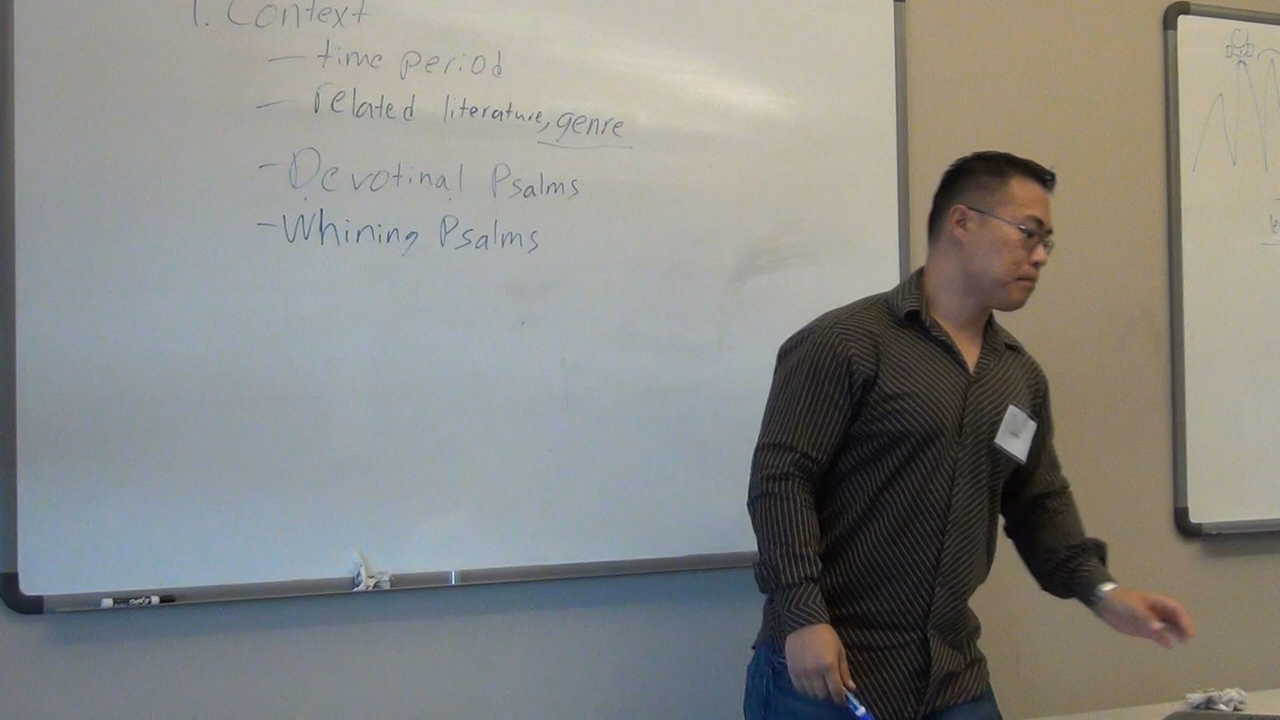 1. Context
— time period
— related literature, genre
- Devotinal Psalms
- Whining Psalms